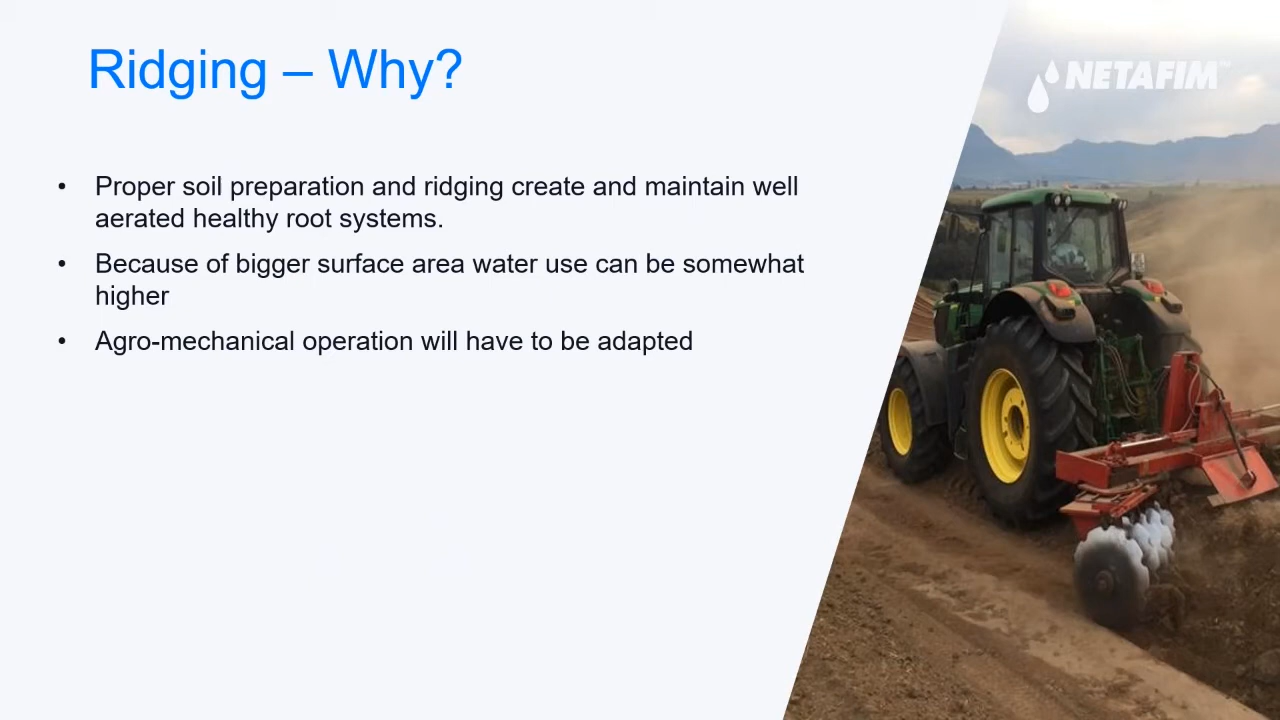 Ridging – Why?
NETAFIM™
• Proper soil preparation and ridging create and maintain well
aerated healthy root systems.
• Because of bigger surface area water use can be somewhat
higher
• Agro-mechanical operation will have to be adapted